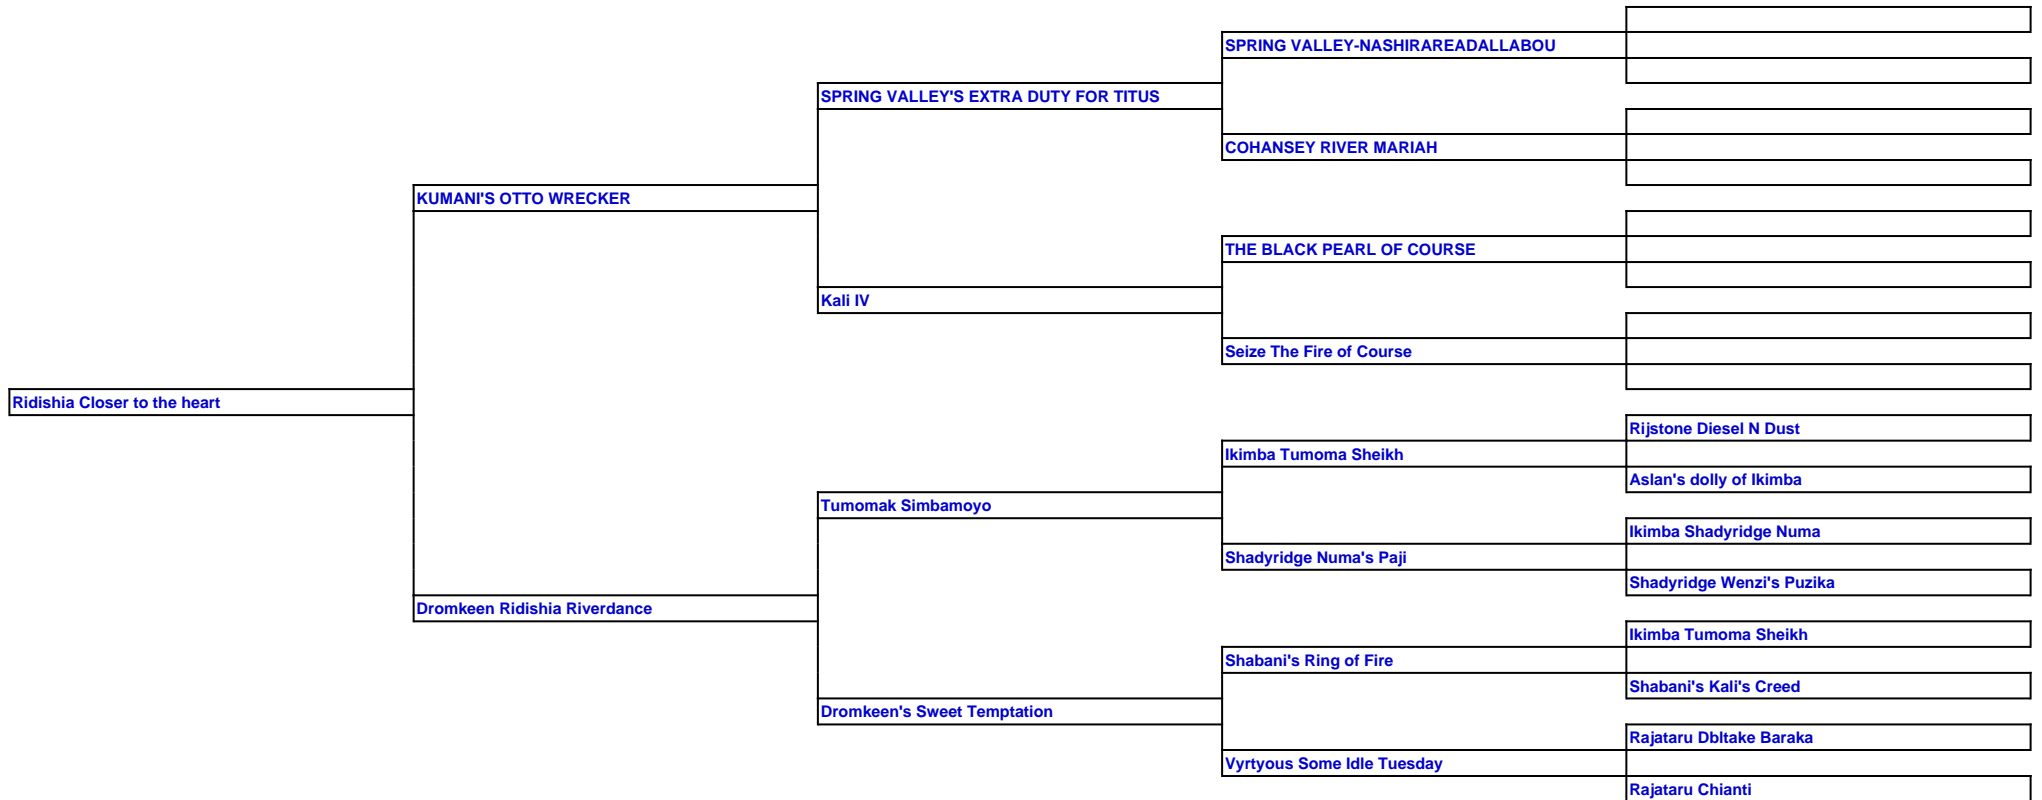 SPRING VALLEY-NASHIRAREADALLABOU
SPRING VALLEY'S EXTRA DUTY FOR TITUS
COHANSEY RIVER MARIAH
KUMANI'S OTTO WRECKER
THE BLACK PEARL OF COURSE
Kali IV
Seize The Fire of Course
Ridishia Closer to the heart
Rijstone Diesel N Dust
Ikimba Tumoma Sheikh
Aslan's dolly of Ikimba
Tumomak Simbamoyo
Ikimba Shadyridge Numa
Shadyridge Numa's Paji
Shadyridge Wenzi's Puzika
Dromkeen Ridishia Riverdance
Ikimba Tumoma Sheikh
Shabani's Ring of Fire
Shabani's Kali's Creed
Dromkeen's Sweet Temptation
Rajataru Dbltake Baraka
Vyrtyous Some Idle Tuesday
Rajataru Chianti